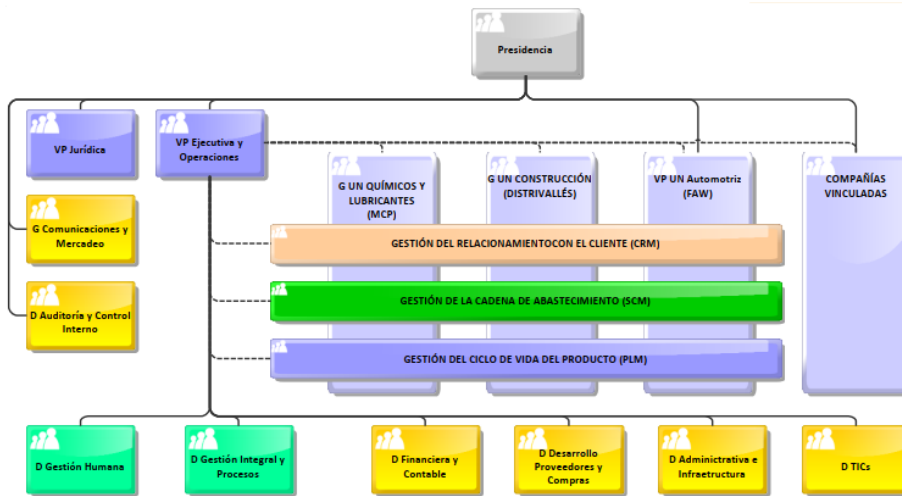 Presidencia
VP Jurídica
VP Ejecutiva y
Operaciones
G UN QUÍMICOS Y
LUBRICANTES
(MCP)
G UN CONSTRUCCIÓN
(DISTRIVALLÉS)
VP UN Automotriz
(FAW)
COMPAÑÍAS
VINCULADAS
G Comunicaciones y
Mercadeo
GESTIÓN DEL RELACIONAMIENTOCON EL CLIENTE (CRM)
D Auditoría y Control
Interno
GESTIÓN DE LA CADENA DE ABASTECIMIENTO (SCM)
GESTIÓN DEL CICLO DE VIDA DEL PRODUCTO (PLM)
D Gestión Humana
D Gestión Integral y
Procesos
D Financiera y
Contable
D Desarrollo
Proveedores y
Compras
D Adminictrativa e
Infraetructura
D TICs